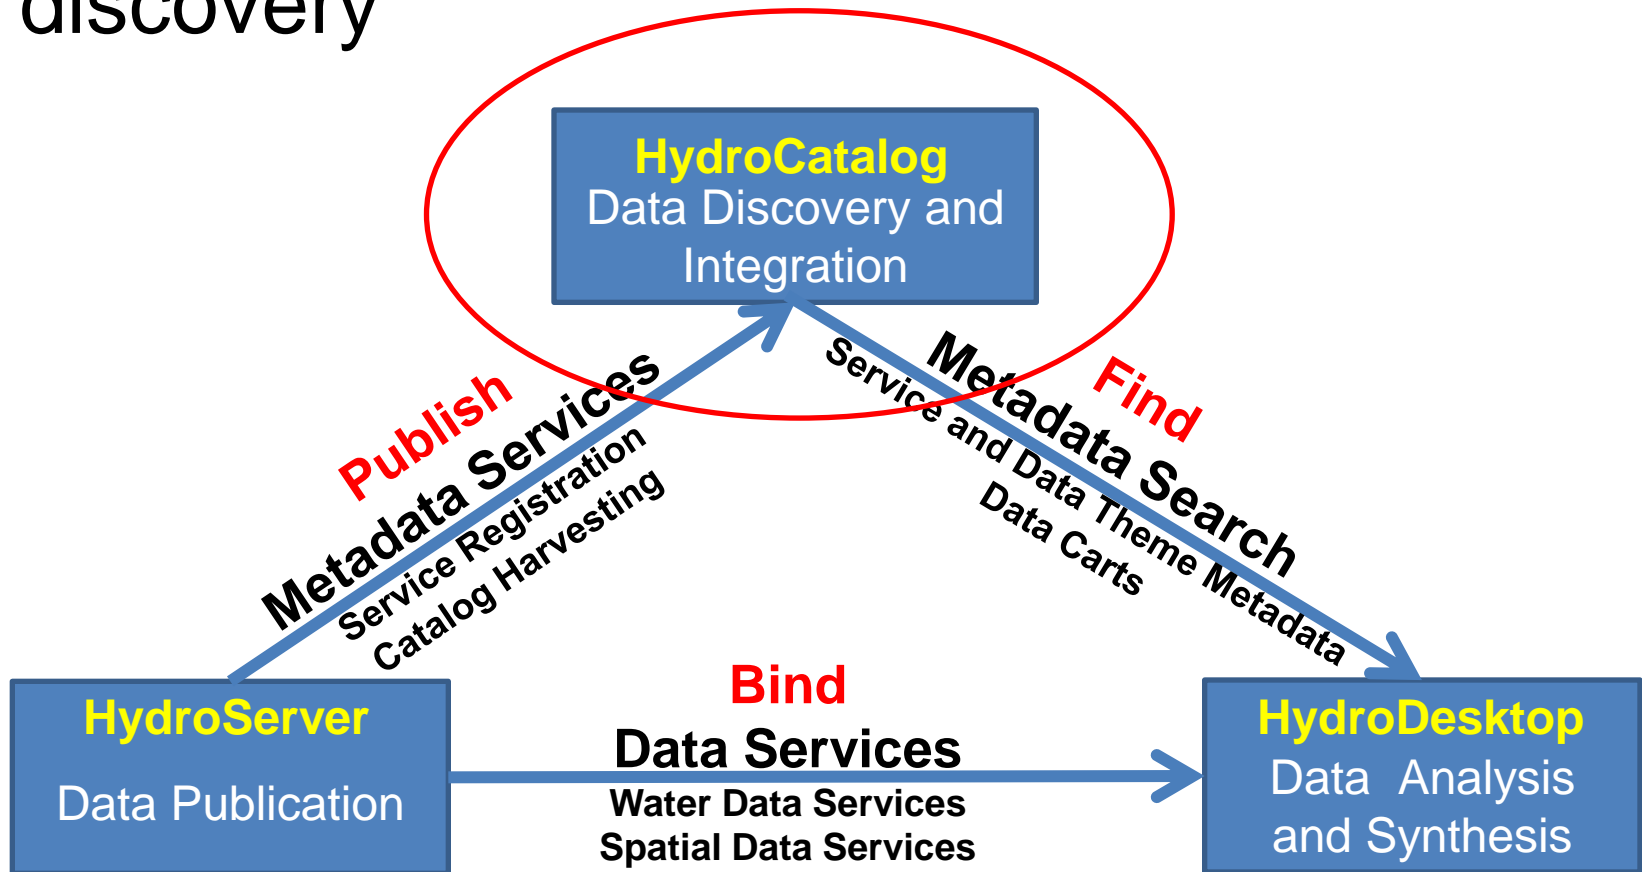 discovery
HydroCatalog
Data Discovery and
Integration
Publish
Metadata Services
Service Registration
Catalog Harvesting
Find
Metadata Search
Service and Data Theme Metadata
Data Carts
Bind
Data Services
Water Data Services
Spatial Data Services
HydroServer
Data Publication
HydroDesktop
Data Analysis
and Synthesis